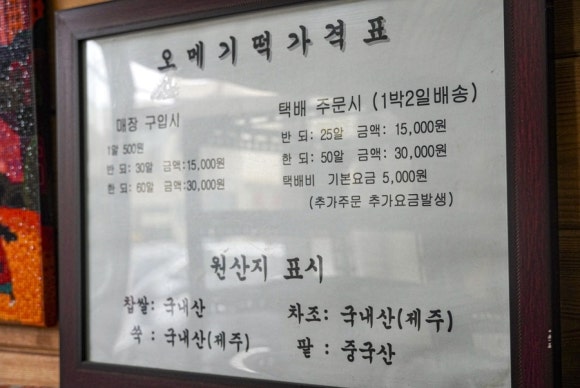 오메기떡가격표
매장 구입시
1알 500원
반 되: 30알 금액:15,000원
한 되: 60알 금액:30,000원
택배 주문시 (1박2일배송)
반 되: 25알 금액: 15,000원
한 되: 50알 금액: 30,000원
택배비 기본요금 5,000원
(추가주문 추가요금발생)
원산지 표시
찹쌀: 국내산
쑥 : 국내산(제주)
차조: 국내산(제주)
팥 : 중국산